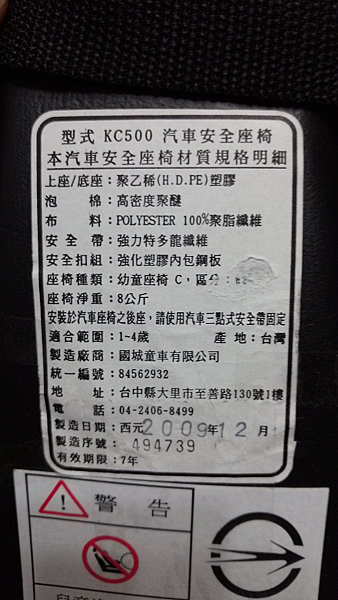 型式 KC500 汽車安全座椅
本汽車安全座椅材質規格明細
上座/底座：聚乙稀(H.D.PE)塑膠
泡 棉：高密度聚醚
布 料：POLYESTER 100%聚脂纖維
安 全 帶：強力特多龍纖維
安全扣組：強化塑膠內包鋼板
座椅種類：幼童座椅 C，區分：
座椅淨重：8公斤
安裝於汽車座椅之後座，請使用汽車三點式安全帶固定
適合範圍：1~4歲 產 地：台灣
製造廠商：國城童車有限公司
統一編號：84562932
地 址：台中縣大里市至善路130號1樓
電 話：04-2406-8499
製造日期：西元2009年12月
製造序號：494739
有效期限：7年
警 告